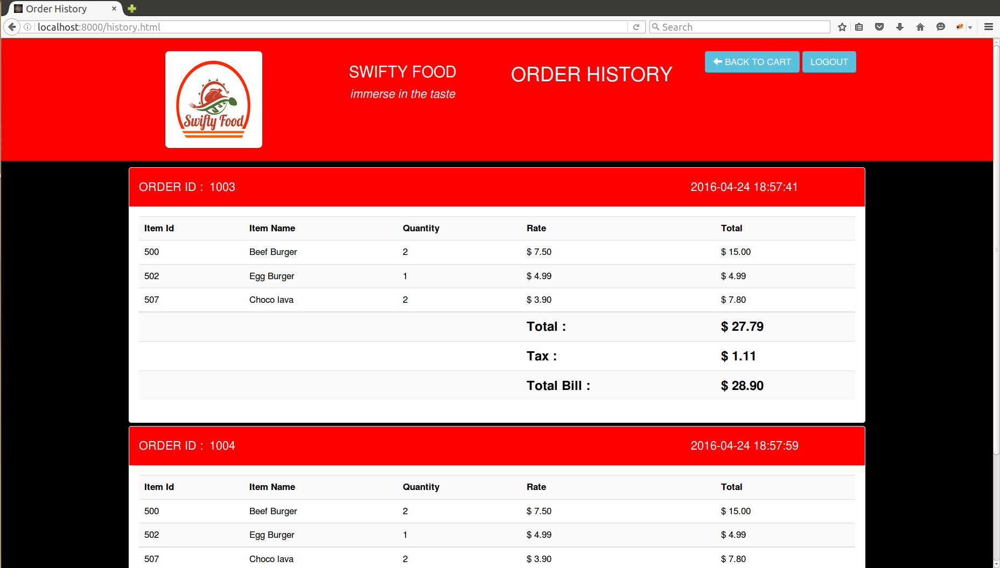 Order History
localhost:8000/history.html
Search
Swifty Food
SWIFTY FOOD
immerse in the taste
ORDER HISTORY
BACK TO CART
LOGOUT
ORDER ID : 1003 2016-04-24 18:57:41
Item Id Item Name Quantity Rate Total
500 Beef Burger 2 $ 7.50 $ 15.00
502 Egg Burger 1 $ 4.99 $ 4.99
507 Choco lava 2 $ 3.90 $ 7.80
Total : $ 27.79
Tax : $ 1.11
Total Bill : $ 28.90
ORDER ID : 1004 2016-04-24 18:57:59
Item Id Item Name Quantity Rate Total
500 Beef Burger 2 $ 7.50 $ 15.00
502 Egg Burger 1 $ 4.99 $ 4.99
507 Choco lava 2 $ 3.90 $ 7.80